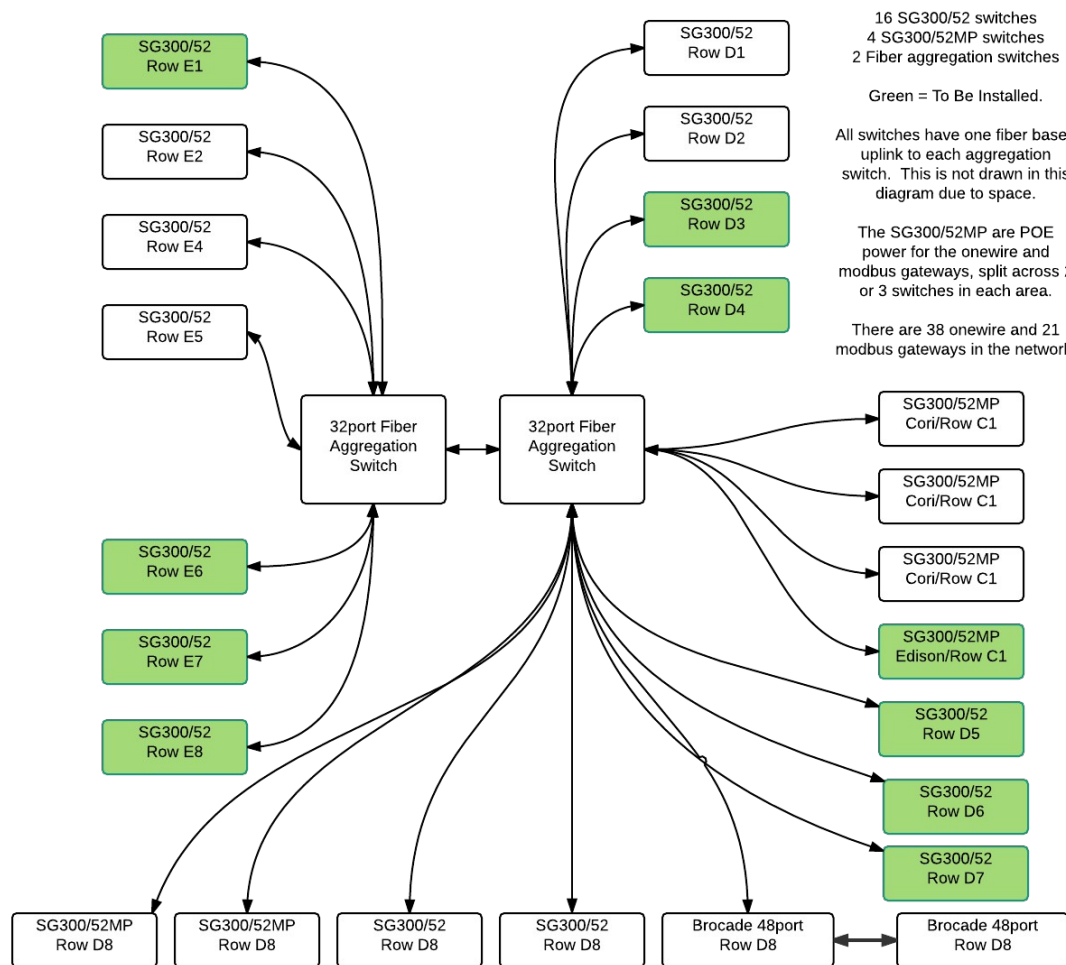 SG300/52
Row E1
SG300/52
Row E2
SG300/52
Row E4
SG300/52
Row E5
SG300/52
Row D1
SG300/52
Row D2
SG300/52
Row D3
SG300/52
Row D4
16 SG300/52 switches
4 SG300/52MP switches
2 Fiber aggregation switches
Green = To Be Installed.
All switches have one fiber base
uplink to each aggregation
switch. This is not drawn in this
diagram due to space.
The SG300/52MP are POE
power for the onewire and
modbus gateways, split across 2
or 3 switches in each area.
There are 38 onewire and 21
modbus gateways in the network
32port Fiber
Aggregation
Switch
32port Fiber
Aggregation
Switch
SG300/52MP
Cori/Row C1
SG300/52MP
Cori/Row C1
SG300/52MP
Cori/Row C1
SG300/52MP
Edison/Row C1
SG300/52
Row E6
SG300/52
Row E7
SG300/52
Row E8
SG300/52
Row D5
SG300/52
Row D6
SG300/52
Row D7
SG300/52MP
Row D8
SG300/52MP
Row D8
SG300/52
Row D8
SG300/52
Row D8
Brocade 48port
Row D8
Brocade 48port
Row D8